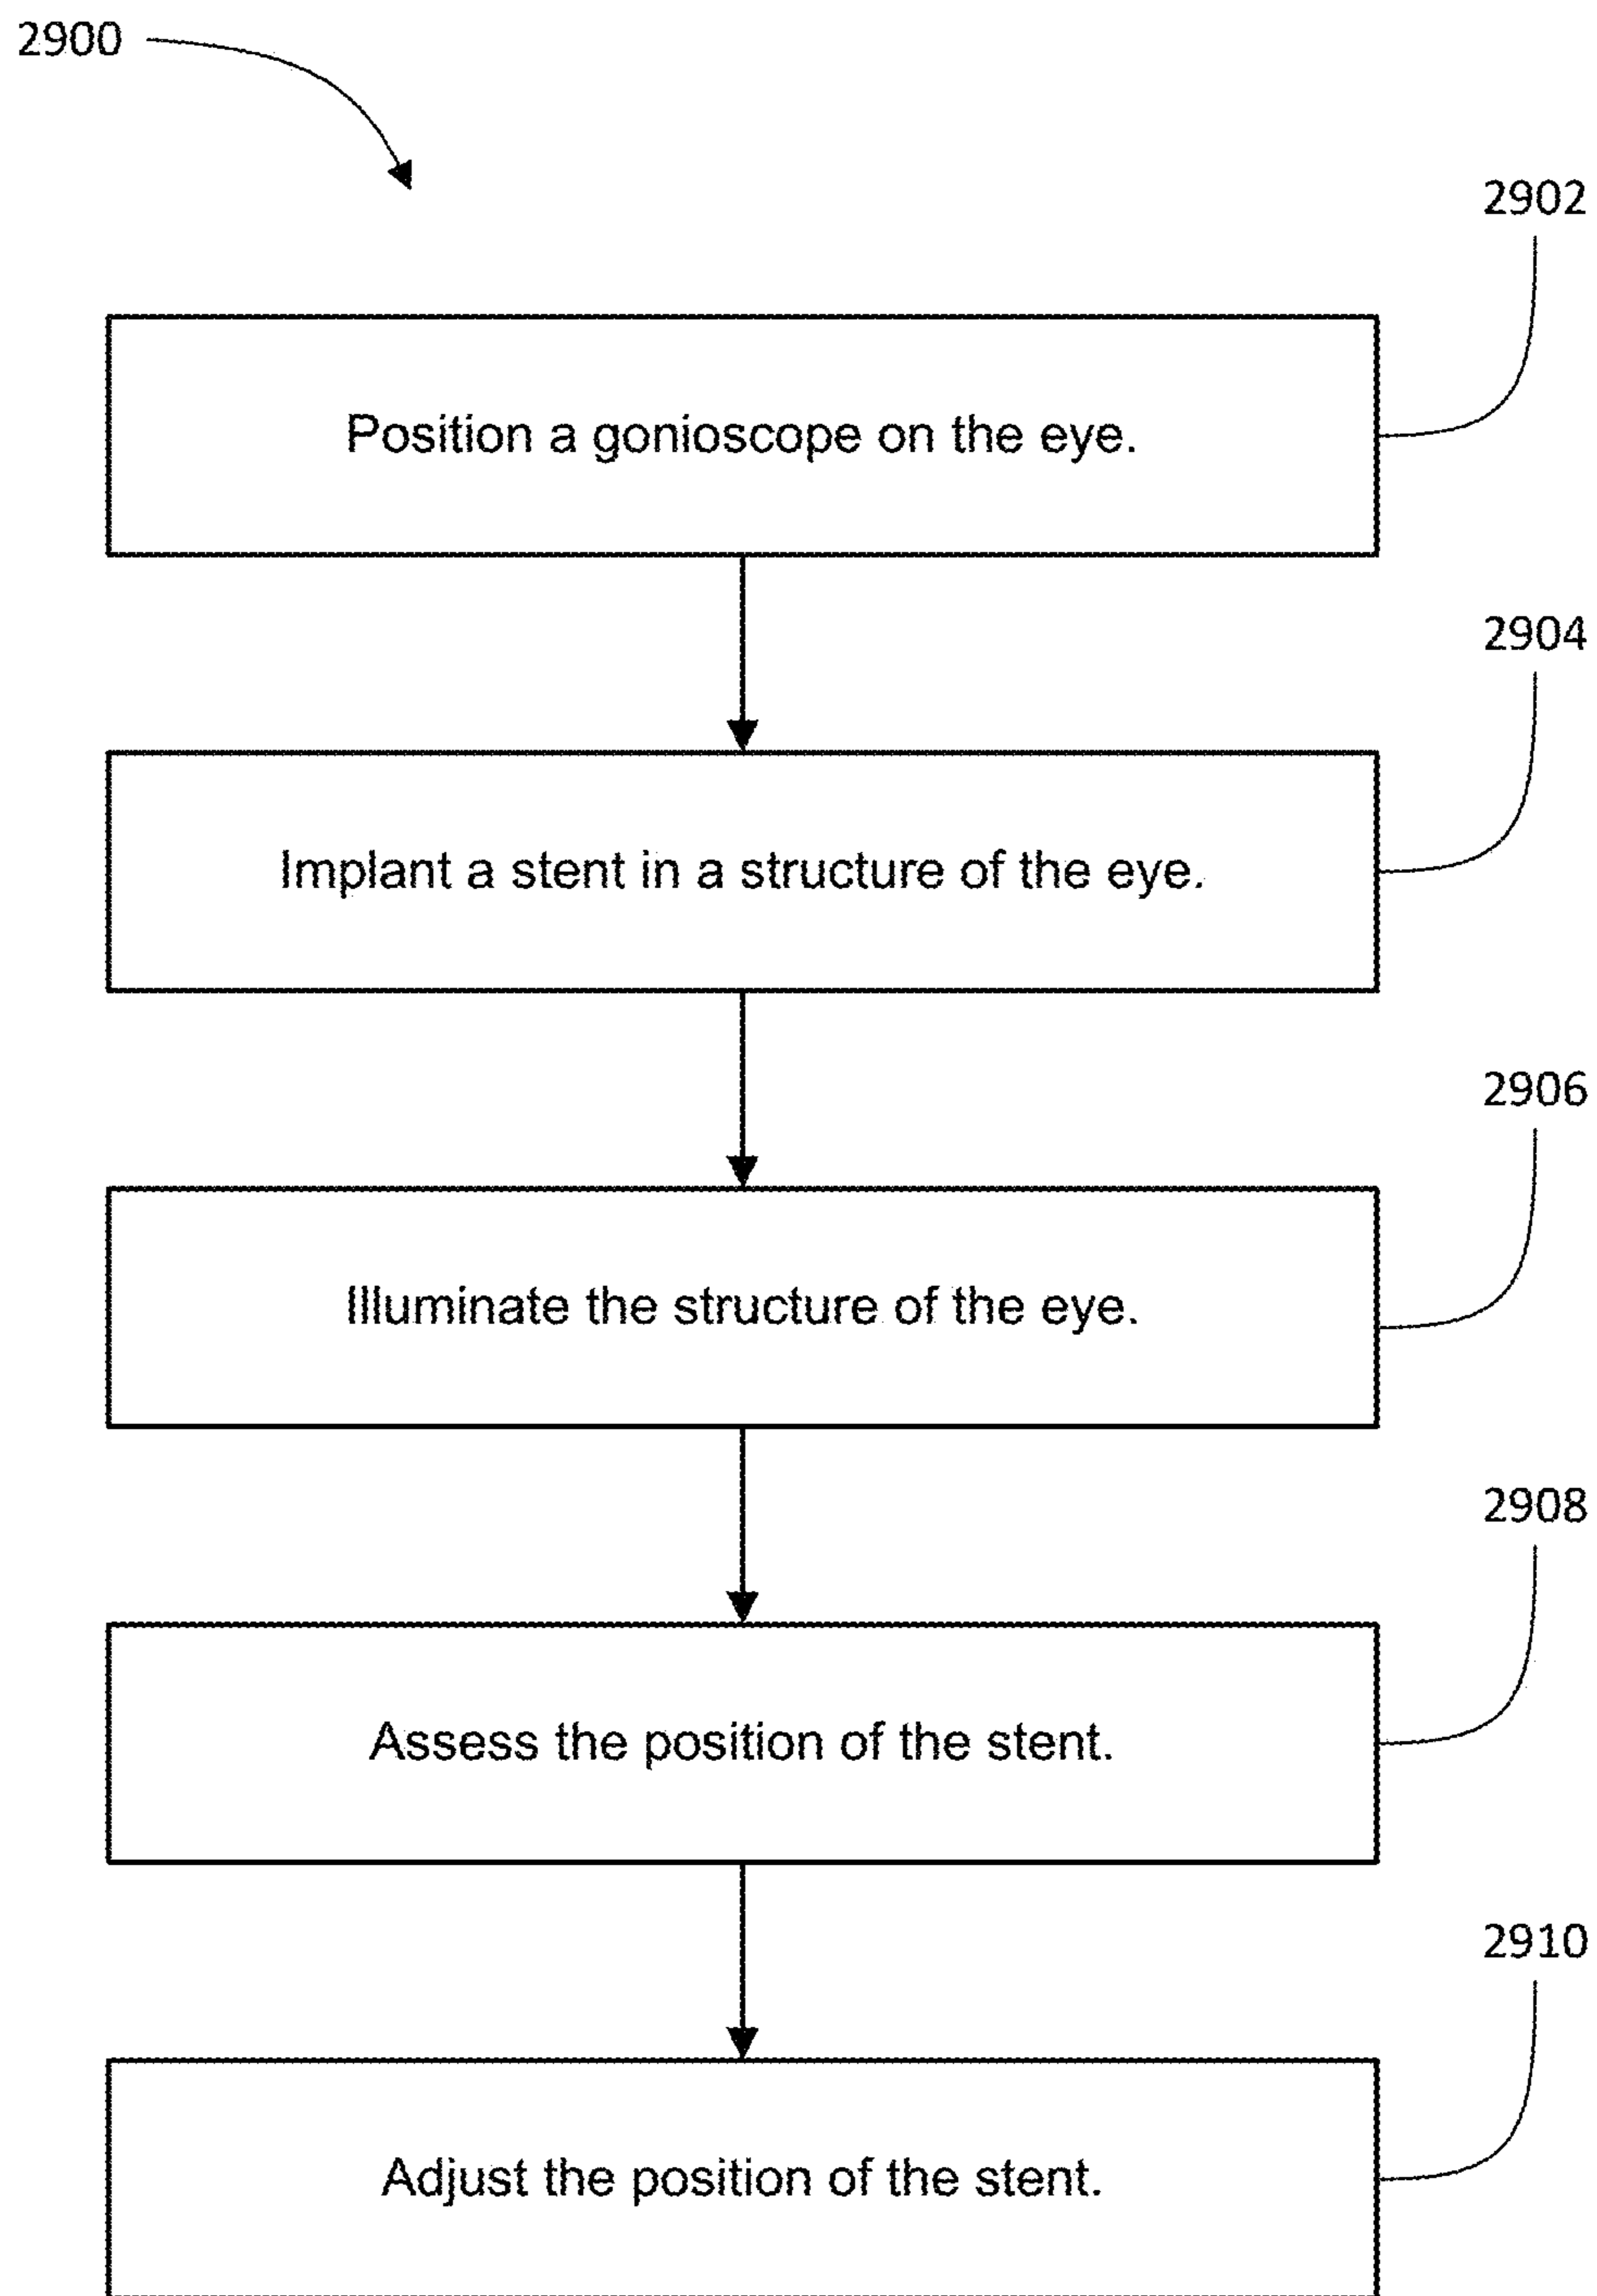 2900
2902
Position a gonioscope on the eye.
2904
Implant a stent in a structure of the eye.
2906
Illuminate the structure of the eye.
2908
Assess the position of the stent.
2910
Adjust the position of the stent.